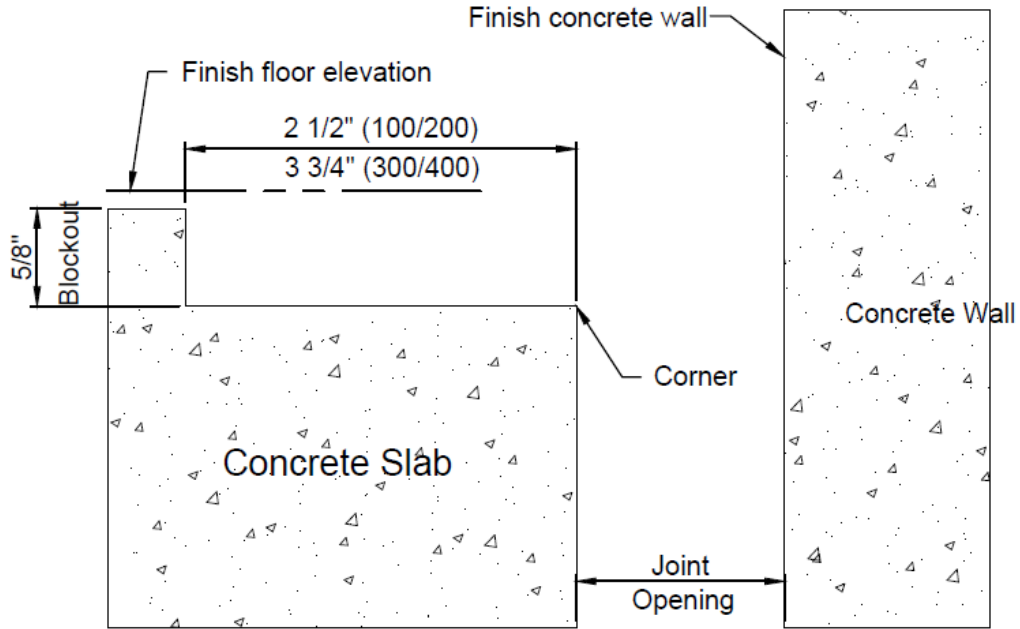 Finish concrete wall
Finish floor elevation
2 1/2" (100/200)
3 3/4" (300/400)
5/8"
Blockout
Concrete Wall
Corner
Concrete Slab
Joint
Opening